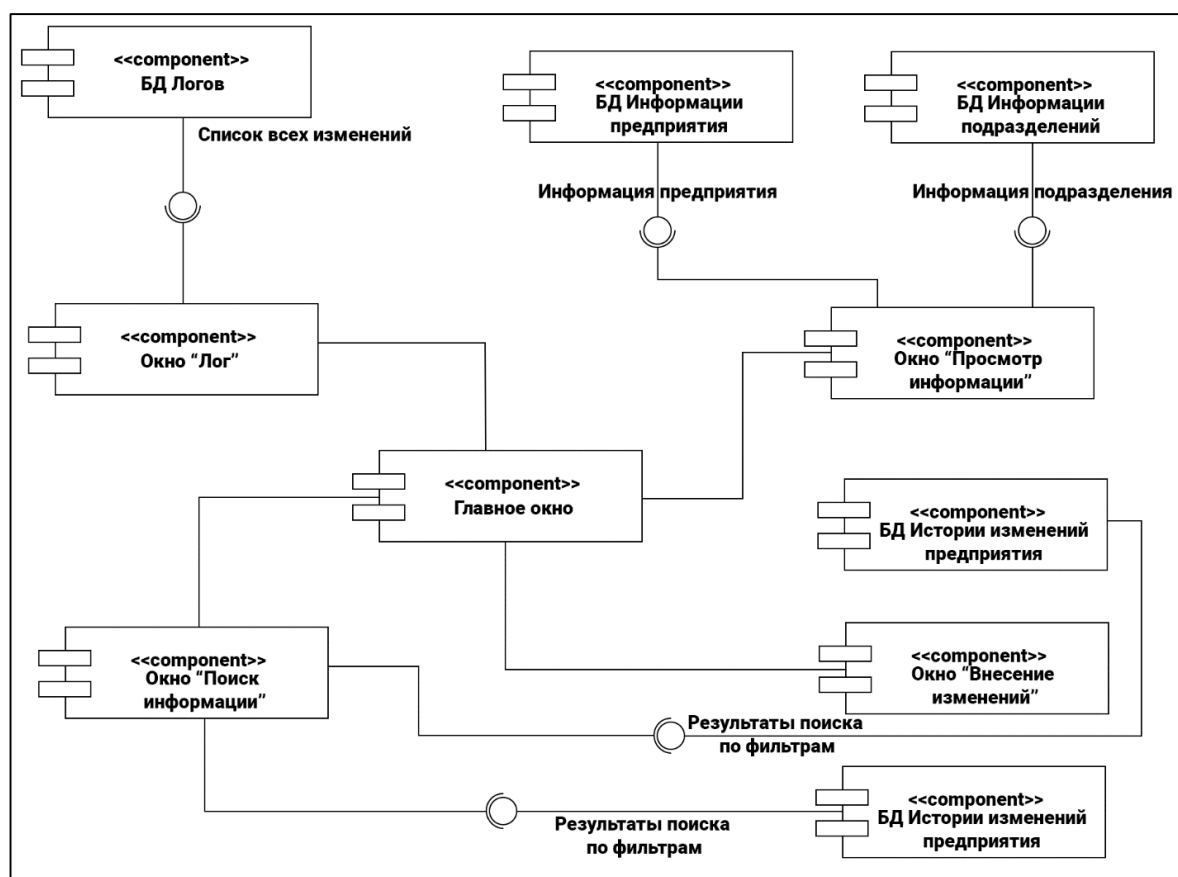 <<component>>
БД Логов
<<component>>
БД Информации
предприятия
<<component>>
БД Информации
подразделений
Список всех изменений
Информация предприятия
Информация подразделения
<<component>>
Окно “Лог”
<<component>>
Окно “Просмотр
информации”
<<component>>
Главное окно
<<component>>
БД Истории изменений
предприятия
<<component>>
Окно “Поиск
информации”
<<component>>
Окно “Внесение
изменений”
Результаты поиска
по фильтрам
<<component>>
БД Истории изменений
предприятия
Результаты поиска
по фильтрам